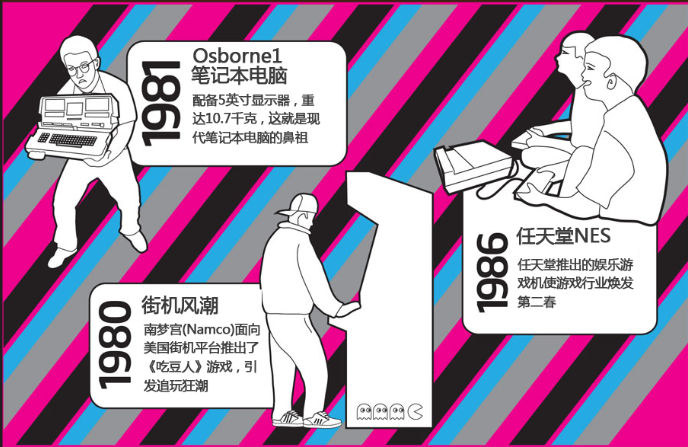 1981
Osborne1
笔记本电脑
配备5英寸显示器，重
达10.7千克，这就是现
代笔记本电脑的鼻祖
1986
任天堂NES
任天堂推出的娱乐游
戏机使游戏行业焕发
第二春
1980
街机风潮
南梦宫(Namco)面向
美国街机平台推出了
《吃豆人》游戏，引
发追玩狂潮